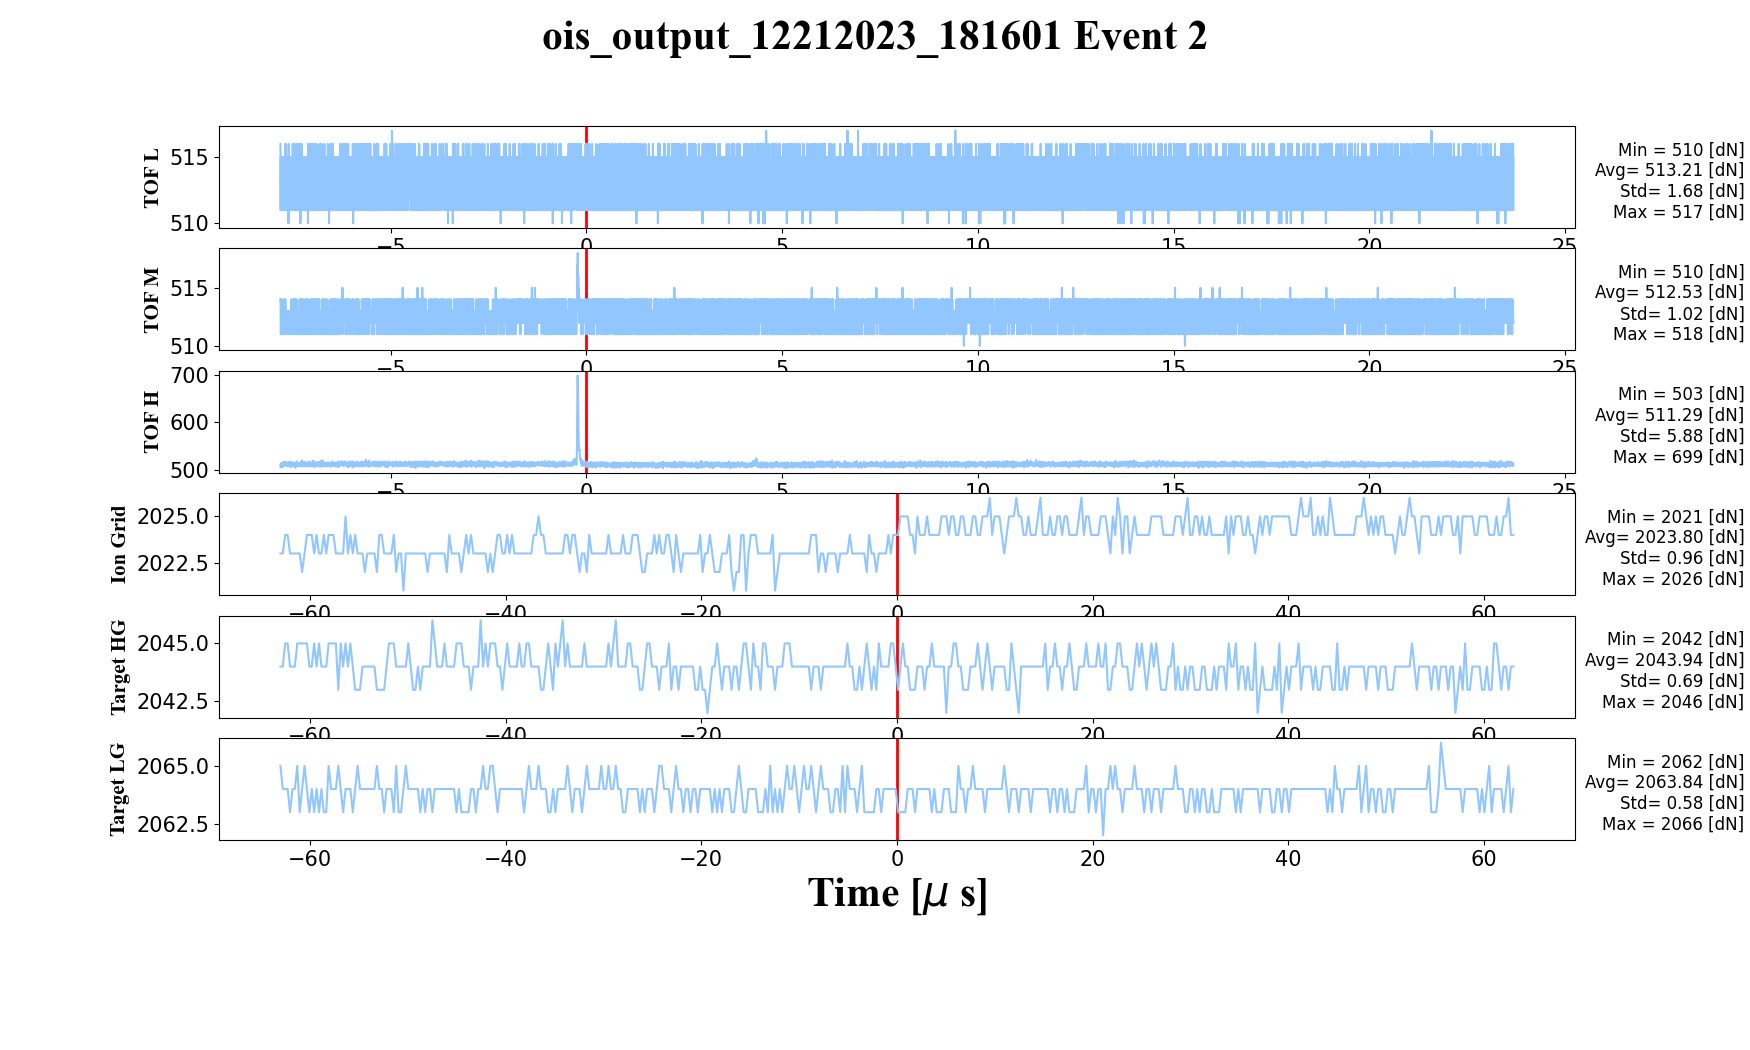 ois_output_12212023_181601 Event 2
TOF L
515
510
−5 0 5 10 15 20 25
Min = 510 [dN]
Avg= 513.21 [dN]
Std= 1.68 [dN]
Max = 517 [dN]
TOF M
515
510
−5 0 5 10 15 20 25
Min = 510 [dN]
Avg= 512.53 [dN]
Std= 1.02 [dN]
Max = 518 [dN]
TOF H
700
600
500
−5 0 5 10 15 20 25
Min = 503 [dN]
Avg= 511.29 [dN]
Std= 5.88 [dN]
Max = 699 [dN]
Ion Grid
2025.0
2022.5
−60 −40 −20 0 20 40 60
Min = 2021 [dN]
Avg= 2023.80 [dN]
Std= 0.96 [dN]
Max = 2026 [dN]
Target HG
2045.0
2042.5
−60 −40 −20 0 20 40 60
Min = 2042 [dN]
Avg= 2043.94 [dN]
Std= 0.69 [dN]
Max = 2046 [dN]
Target LG
2065.0
2062.5
−60 −40 −20 0 20 40 60
Min = 2062 [dN]
Avg= 2063.84 [dN]
Std= 0.58 [dN]
Max = 2066 [dN]
Time [μ s]